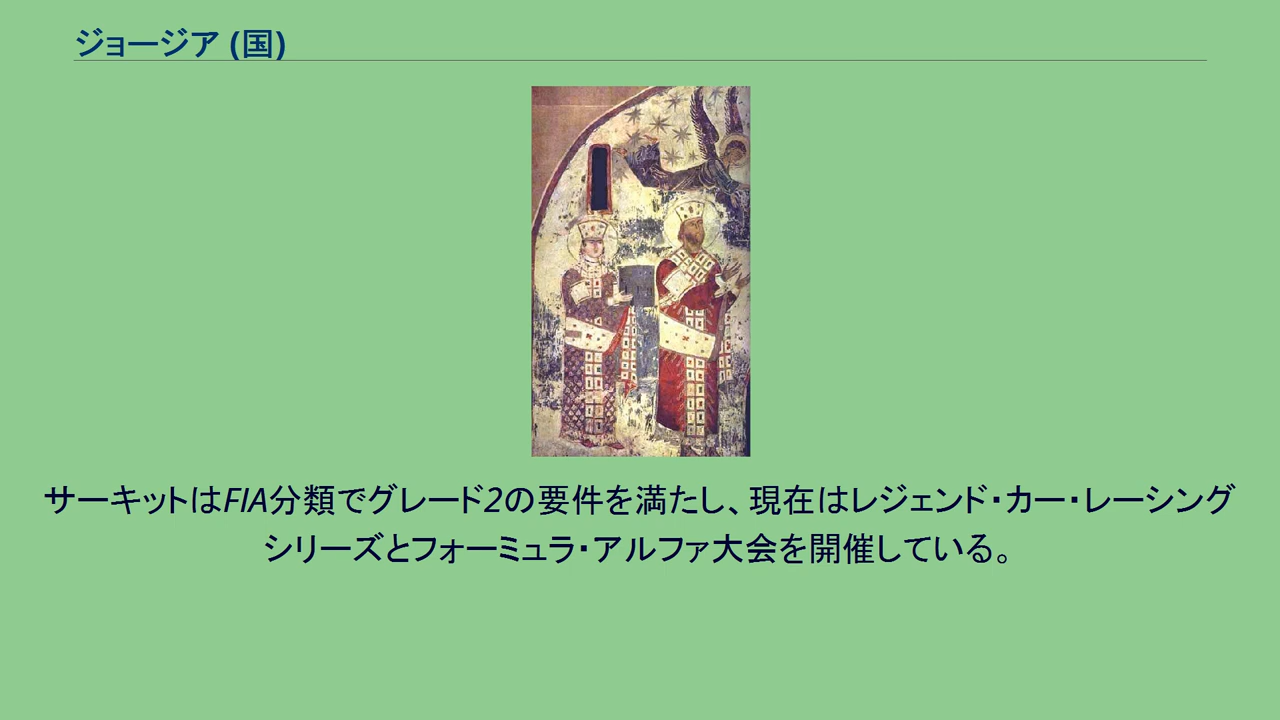 ジョージア (国)
サーキットはFIA分類でグレード2の要件を満たし、現在はレジェンド・カー・レーシング
シリーズとフォーミュラ・アルファ大会を開催している。